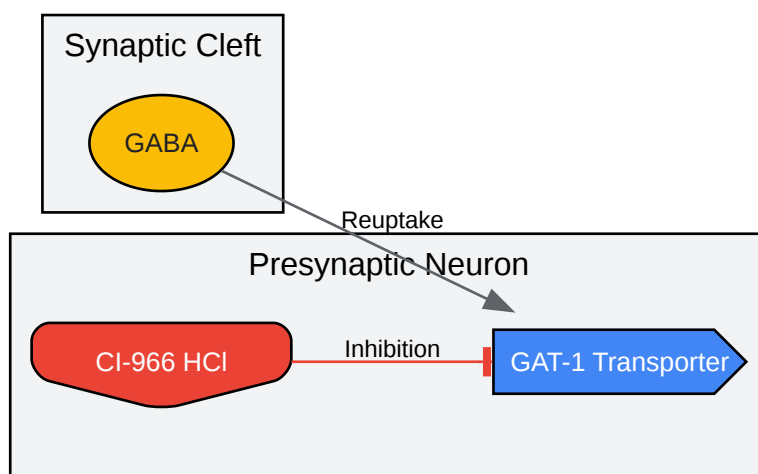 Synaptic Cleft
GABA
Reuptake
Presynaptic Neuron
CI-966 HCl
Inhibition
GAT-1 Transporter